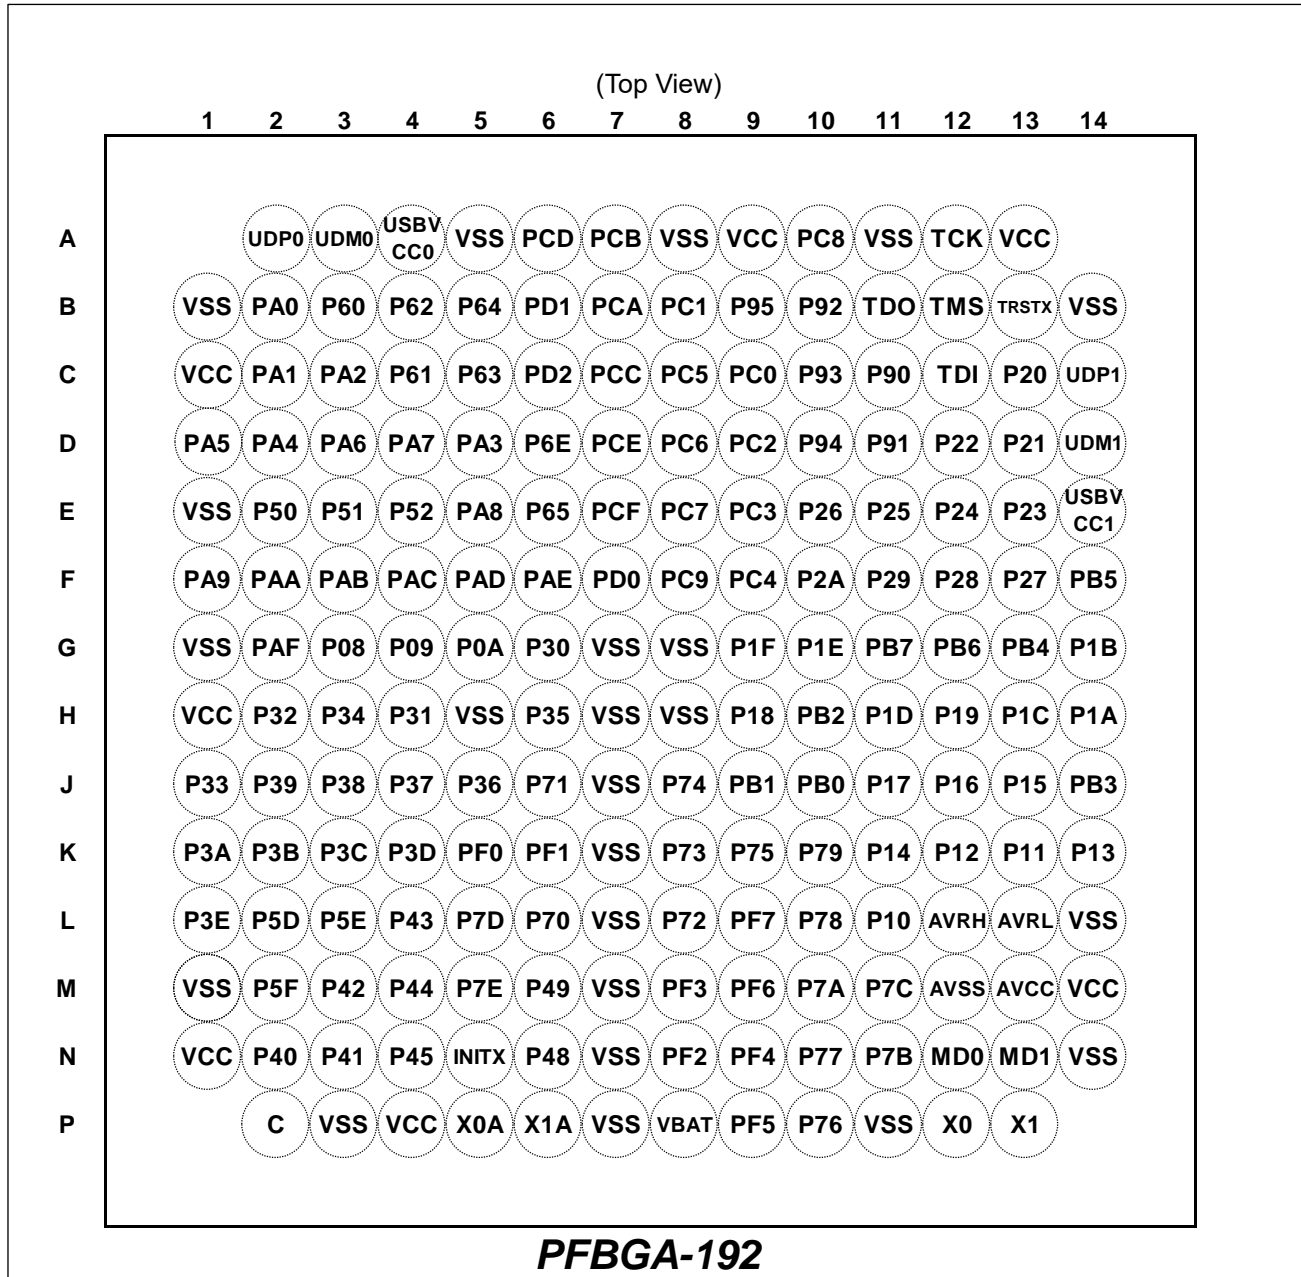 (Top View)
1 2 3 4 5 6 7 8 9 10 11 12 13 14
A UDP0 UDM0 USBV CC0 VSS PCD PCB VSS VCC PC8 VSS TCK VCC
B VSS PA0 P60 P62 P64 PD1 PCA PC1 P95 P92 TDO TMS TRSTX VSS
C VCC PA1 PA2 P61 P63 PD2 PCC PC5 PC0 P93 P90 TDI P20 UDP1
D PA5 PA4 PA6 PA7 PA3 P6E PCE PC6 PC2 P94 P91 P22 P21 UDM1
E VSS P50 P51 P52 PA8 P65 PCF PC7 PC3 P26 P25 P24 P23 USBV CC1
F PA9 PAA PAB PAC PAD PAE PD0 PC9 PC4 P2A P29 P28 P27 PB5
G VSS PAF P08 P09 P0A P30 VSS VSS P1F P1E PB7 PB6 PB4 P1B
H VCC P32 P34 P31 VSS P35 VSS VSS P18 PB2 P1D P19 P1C P1A
J P33 P39 P38 P37 P36 P71 VSS P74 PB1 PB0 P17 P16 P15 PB3
K P3A P3B P3C P3D PF0 PF1 VSS P73 P75 P79 P14 P12 P11 P13
L P3E P5D P5E P43 P7D P70 VSS P72 PF7 P78 P10 AVRH AVRL VSS
M VSS P5F P42 P44 P7E P49 VSS PF3 PF6 P7A P7C AVSS AVCC VCC
N VCC P40 P41 P45 INITX P48 VSS PF2 PF4 P77 P7B MD0 MD1 VSS
P C VSS VCC X0A X1A VSS VBAT PF5 P76 VSS X0 X1
PFBGA-192